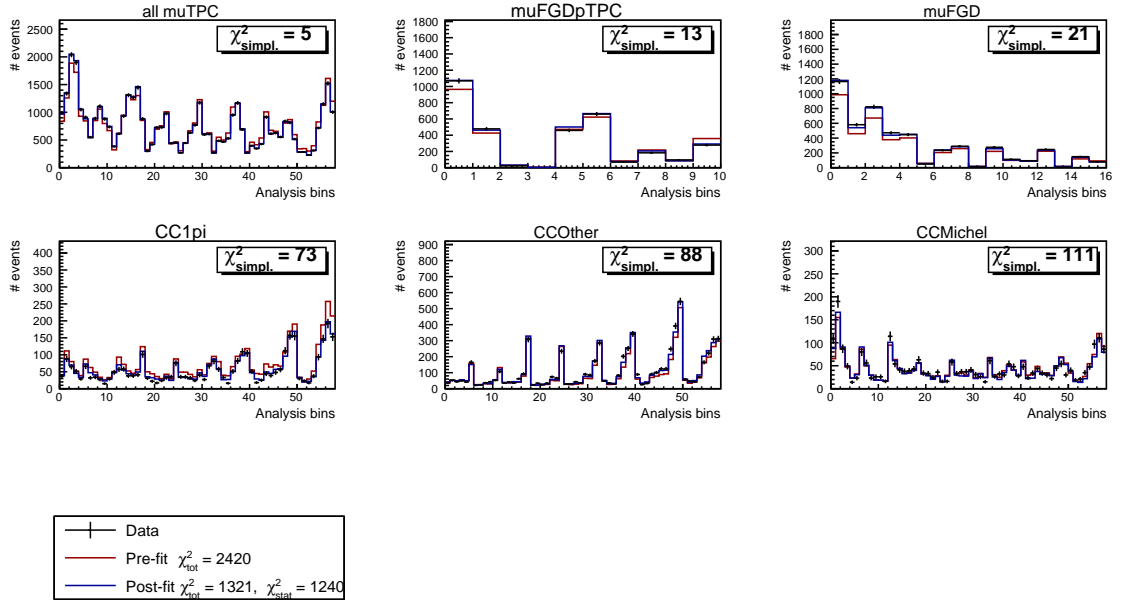 all muTPC
χ²simpl. = 5
# events
2500
2000
1500
1000
500
0
0 10 20 30 40 50
Analysis bins
muFGDpTPC
χ²simpl. = 13
# events
1800
1600
1400
1200
1000
800
600
400
200
0
0 1 2 3 4 5 6 7 8 9 10
Analysis bins
muFGD
χ²simpl. = 21
# events
1800
1600
1400
1200
1000
800
600
400
200
0
0 2 4 6 8 10 12 14 16
Analysis bins
CC1pi
χ²simpl. = 73
# events
400
350
300
250
200
150
100
50
0
0 10 20 30 40 50
Analysis bins
CCOther
χ²simpl. = 88
# events
900
800
700
600
500
400
300
200
100
0
0 10 20 30 40 50
Analysis bins
CCMichel
χ²simpl. = 111
# events
300
250
200
150
100
50
0
0 10 20 30 40 50
Analysis bins
Data
Pre-fit χ²tot = 2420
Post-fit χ²tot = 1321, χ²stat = 1240